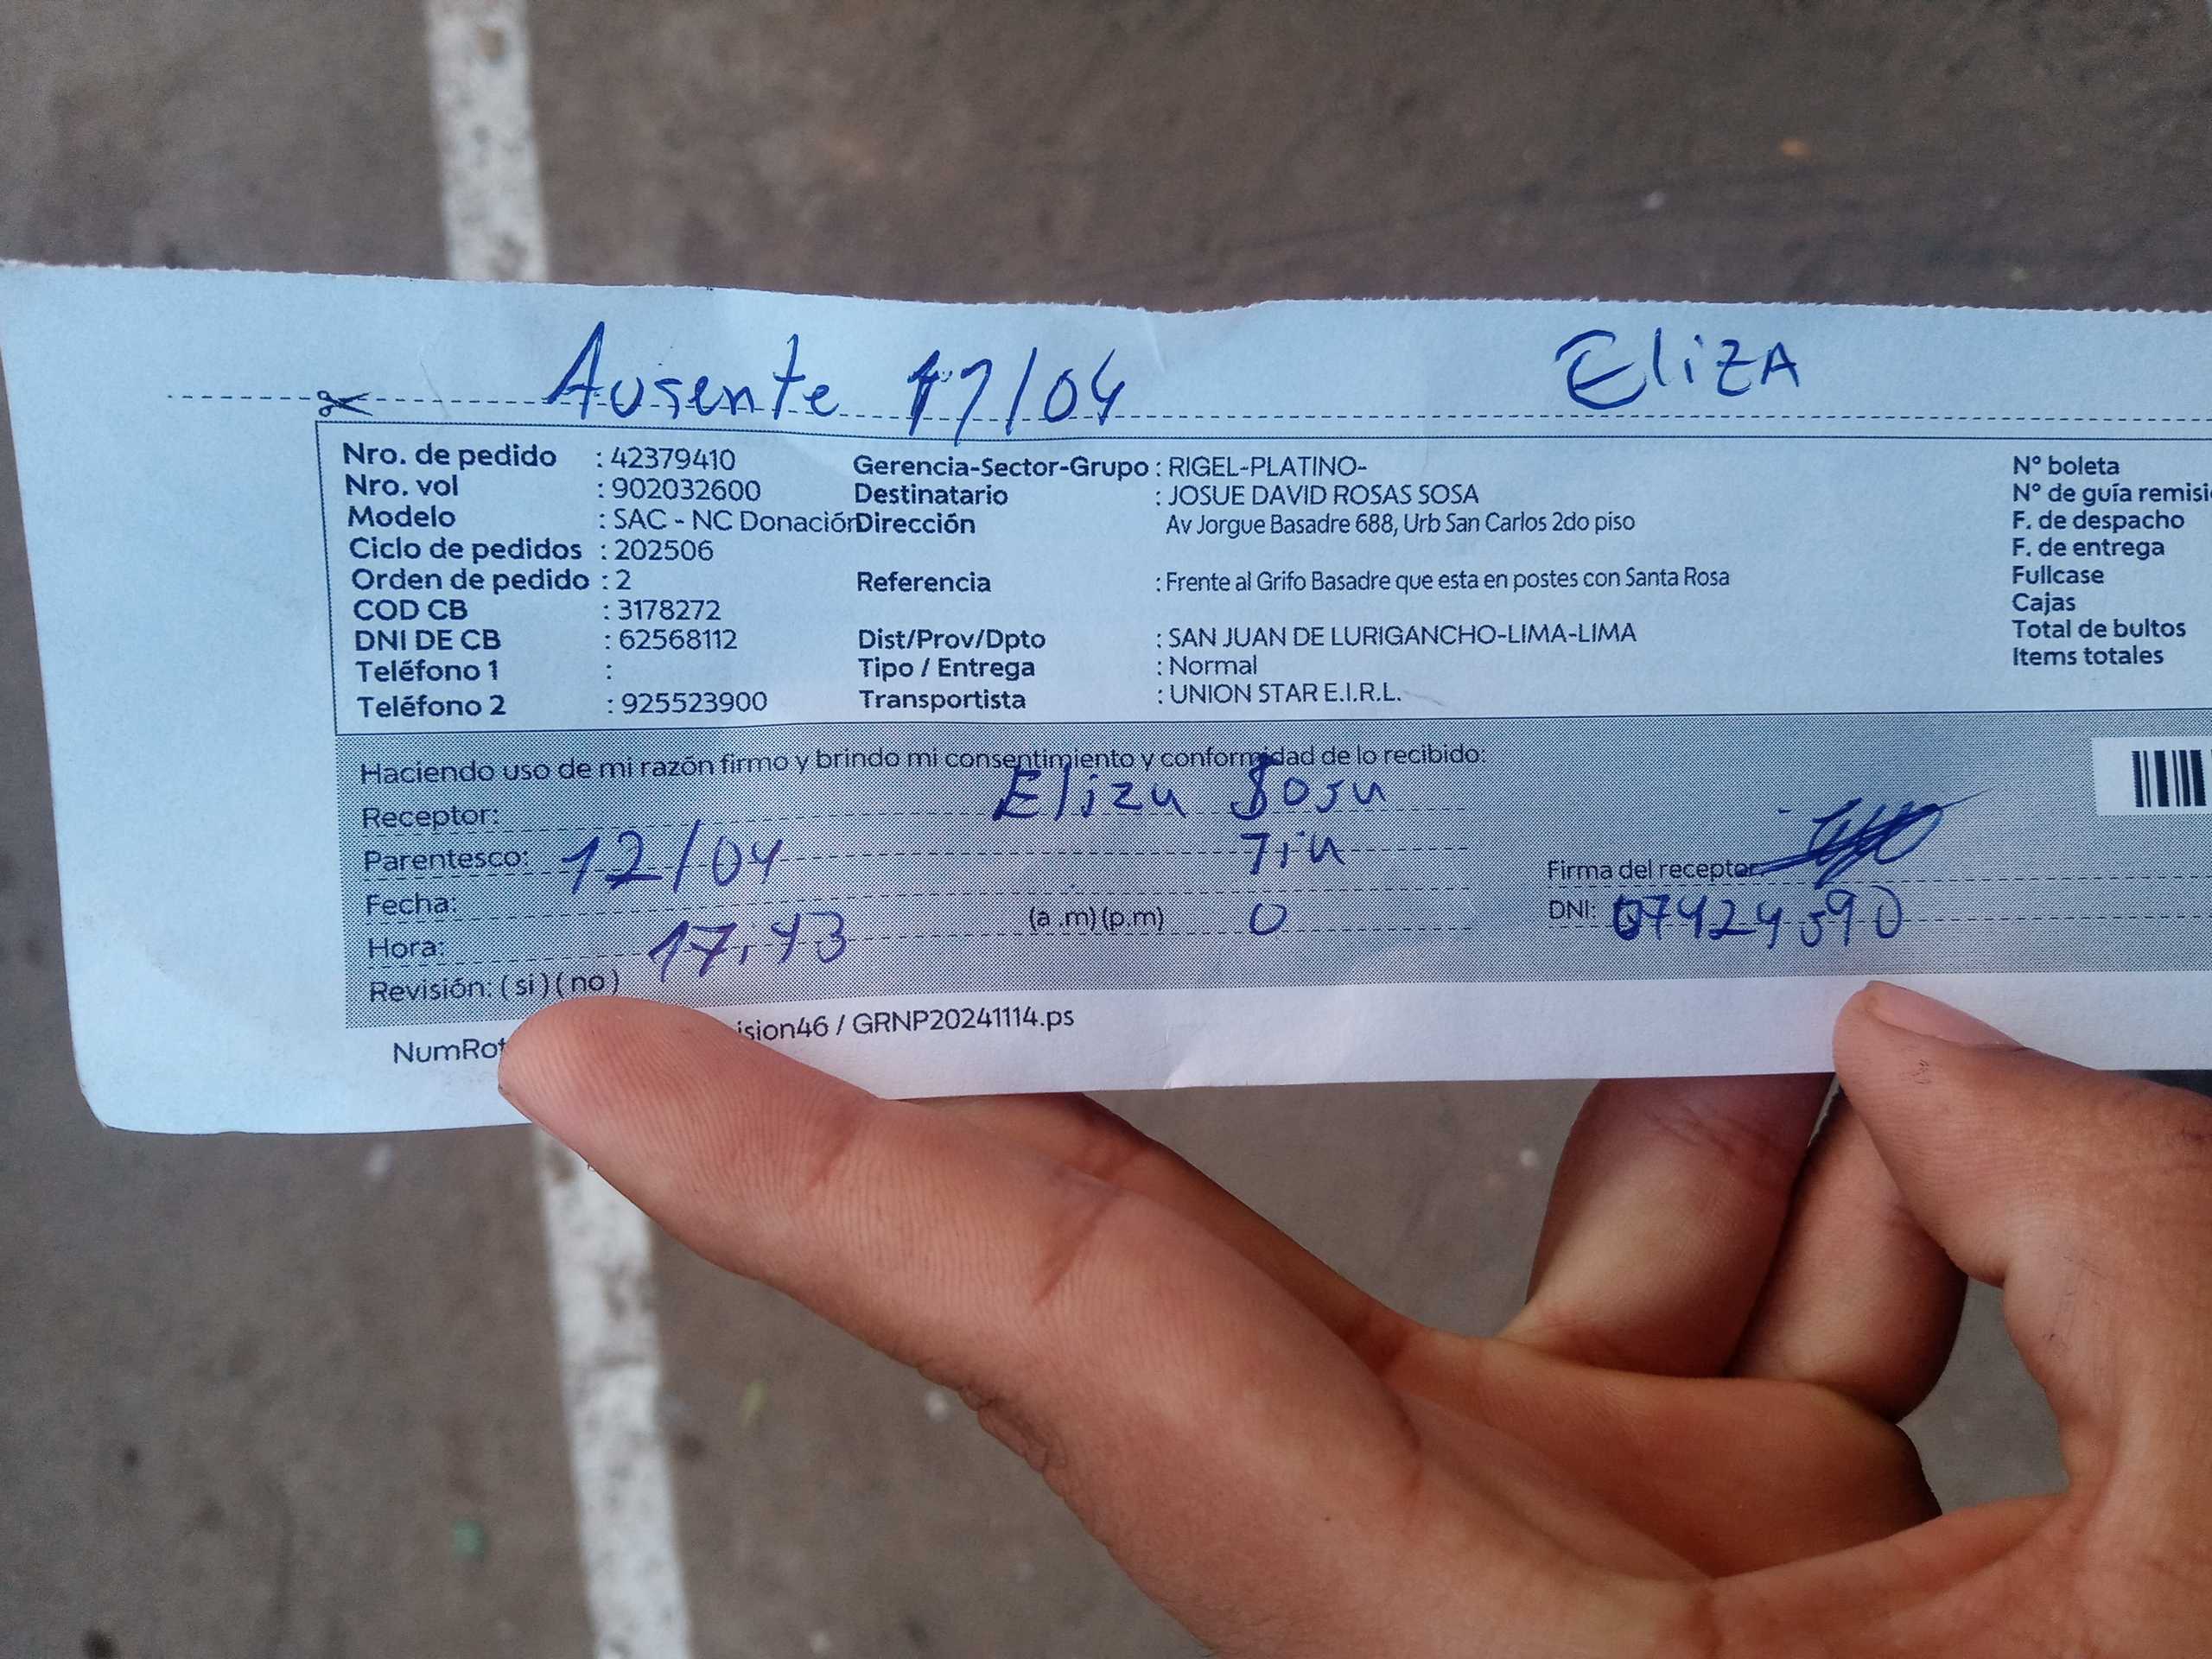 Ausente 17/04 ELIZA
Nro. de pedido : 42379410
Nro. vol : 902032600
Modelo : SAC - NC Donación
Ciclo de pedidos : 202506
Orden de pedido : 2
COD CB : 3178272
DNI DE CB : 62568112
Teléfono 1 :
Teléfono 2 : 925523900
Gerencia-Sector-Grupo : RIGEL-PLATINO-
Destinatario : JOSUE DAVID ROSAS SOSA
Dirección Av Jorgue Basadre 688, Urb San Carlos 2do piso
Referencia : Frente al Grifo Basadre que esta en postes con Santa Rosa
Dist/Prov/Dpto : SAN JUAN DE LURIGANCHO-LIMA-LIMA
Tipo / Entrega : Normal
Transportista : UNION STAR E.I.R.L.
N° boleta
N° de guía remisi
F. de despacho
F. de entrega
Fullcase
Cajas
Total de bultos
Items totales
Haciendo uso de mi razón firmo y brindo mi consentimiento y conformidad de lo recibido:
Receptor: Eliza Sosa
Parentesco: Tia
Fecha: 12/04
Hora: 17:43 (a .m) (p.m) 0
Revisión: ( si ) ( no )
Firma del receptor
DNI: 07424590
NumRot ision46 / GRNP20241114.ps